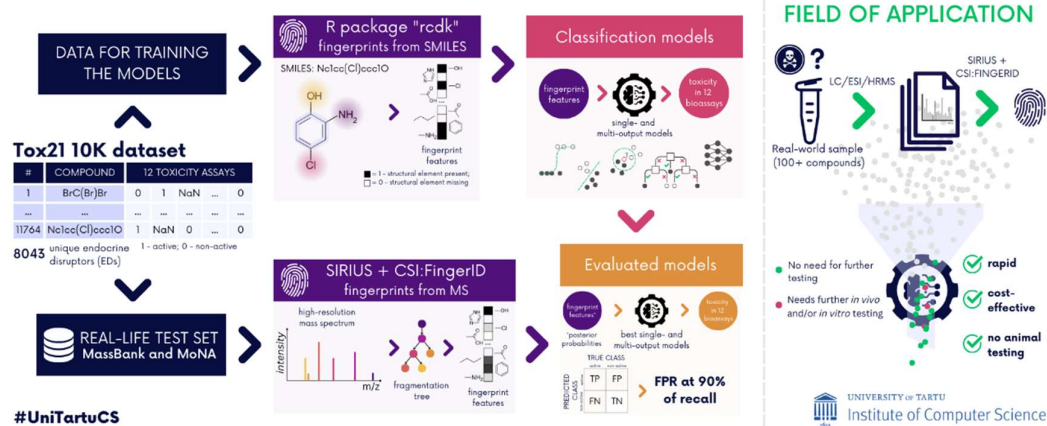 DATA FOR TRAINING
THE MODELS
Tox21 10K dataset
# COMPOUND 12 TOXICITY ASSAYS
1 BrC(Br)Br 0 1 NaN ... 0
... ... ... ... ... ... ...
11764 Nc1cc(Cl)ccc1O 1 NaN 0 ... 0
8043 unique endocrine
disruptors (EDs)
1 - active; 0 - non-active
REAL-LIFE TEST SET
MassBank and MoNA
#UniTartuCS
R package "rcdk"
fingerprints from SMILES
SMILES: Nc1cc(Cl)ccc1O
OH
NH2
Cl
fingerprint
features
= 1 - structural element present;
= 0 - structural element missing
SIRIUS + CSI:FingerID
fingerprints from MS
high-resolution
mass spectrum
intensity
m/z
fragmentation
tree
fingerprint
features
Classification models
fingerprint
features
toxicity
in 12
bioassays
single- and
multi-output models
Evaluated models
fingerprint
features*
*posterior
probabilities
toxicity
in 12
bioassays
best single- and
multi-output models
TRUE CLASS
active non-active
PREDICTED
CLASS
TP FP
FN TN
FPR at 90%
of recall
FIELD OF APPLICATION
?
LC/ESI/HRMS
SIRIUS +
CSI:FINGERID
Real-world sample
(100+ compounds)
No need for further
testing
Needs further in vivo
and/or in vitro testing
rapid
cost-
effective
no animal
testing
UNIVERSITY OF TARTU
Institute of Computer Science